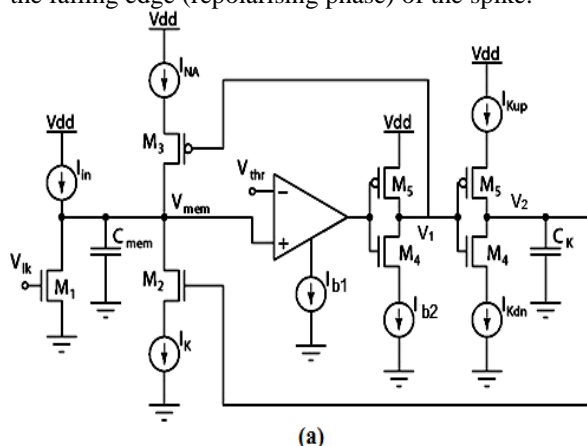 the falling edge (repolarising phase) of the spike.
Vdd
I_NA
M_3
Vdd
I_in
V_mem
C_mem
V_lk
M_1
M_2
I_K
V_thr
−
+
I_b1
Vdd
M_5
V_1
M_4
I_b2
Vdd
I_Kup
M_5
V_2
M_4
C_K
I_Kdn
(a)